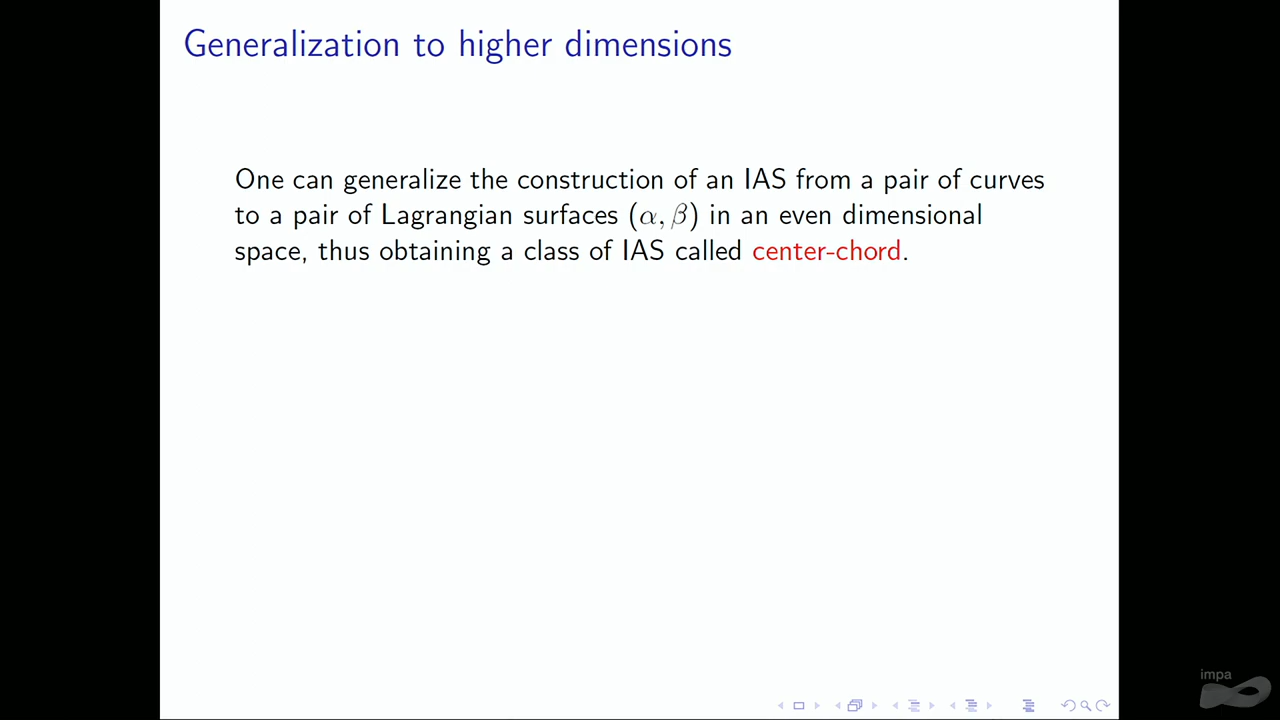 Generalization to higher dimensions
One can generalize the construction of an IAS from a pair of curves
to a pair of Lagrangian surfaces (α, β) in an even dimensional
space, thus obtaining a class of IAS called center-chord.
impa